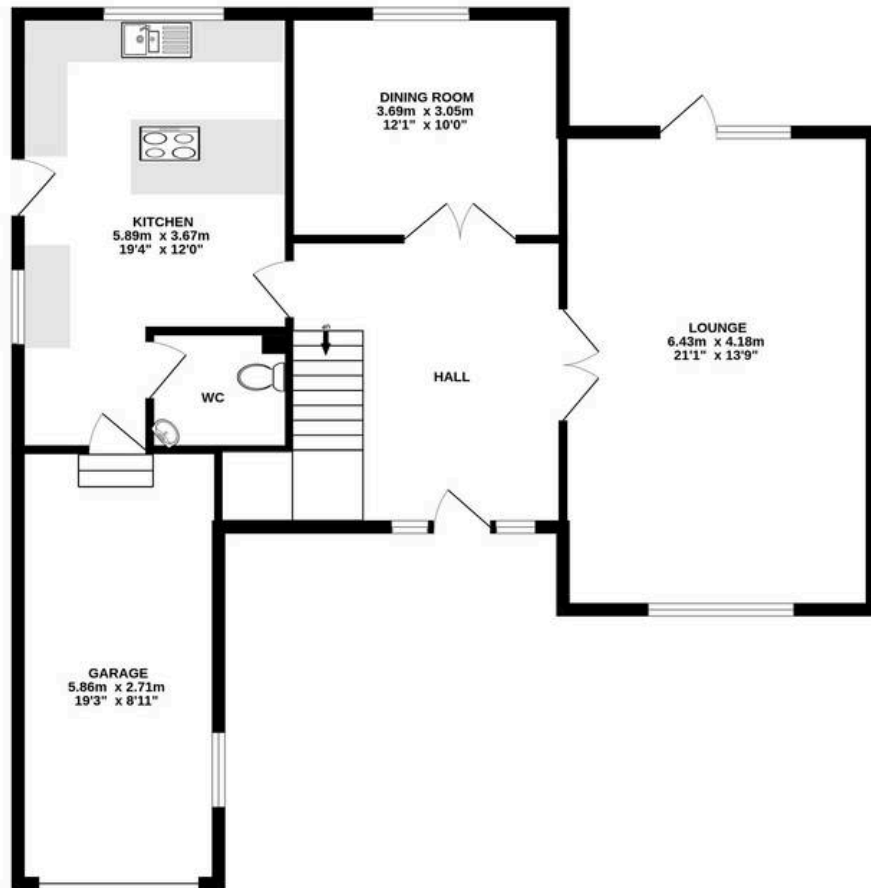 DINING ROOM
3.69m x 3.05m
12'1" x 10'0"
KITCHEN
5.89m x 3.67m
19'4" x 12'0"
LOUNGE
6.43m x 4.18m
21'1" x 13'9"
HALL
WC
GARAGE
5.86m x 2.71m
19'3" x 8'11"